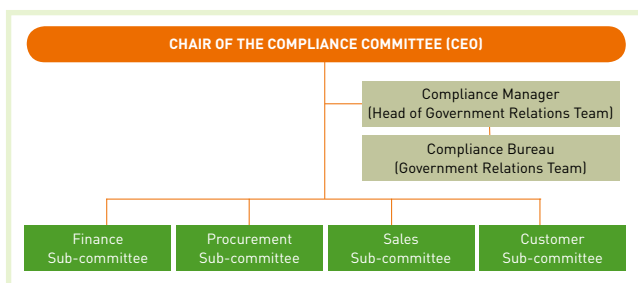 CHAIR OF THE COMPLIANCE COMMITTEE (CEO)
Compliance Manager
(Head of Government Relations Team)
Compliance Bureau
(Government Relations Team)
Finance
Sub-committee
Procurement
Sub-committee
Sales
Sub-committee
Customer
Sub-committee